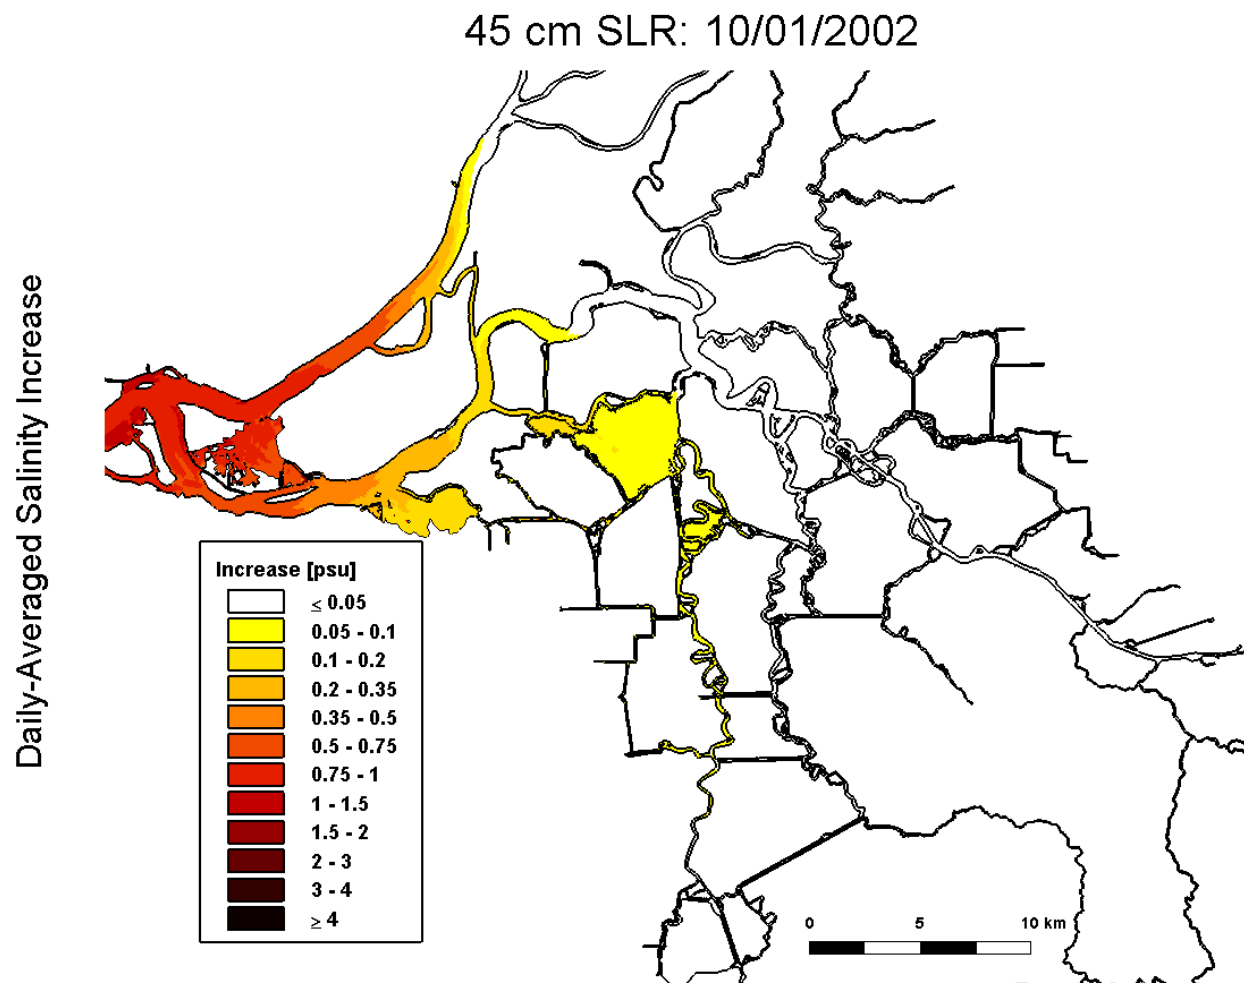 45 cm SLR: 10/01/2002
Daily-Averaged Salinity Increase
Increase [psu]
≤ 0.05
0.05 - 0.1
0.1 - 0.2
0.2 - 0.35
0.35 - 0.5
0.5 - 0.75
0.75 - 1
1 - 1.5
1.5 - 2
2 - 3
3 - 4
≥ 4
0 5 10 km